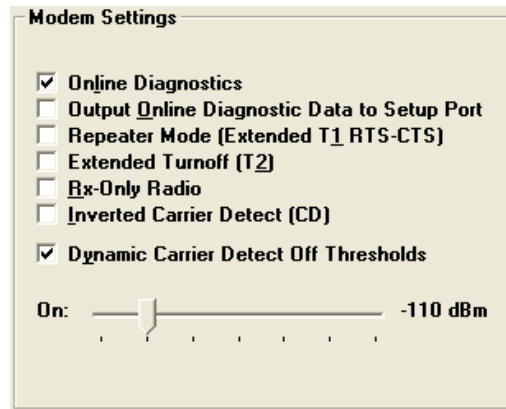 Modem Settings
Online Diagnostics
Output Online Diagnostic Data to Setup Port
Repeater Mode (Extended T1 RTS-CTS)
Extended Turnoff (T2)
Rx-Only Radio
Inverted Carrier Detect (CD)
Dynamic Carrier Detect Off Thresholds
On: -110 dBm